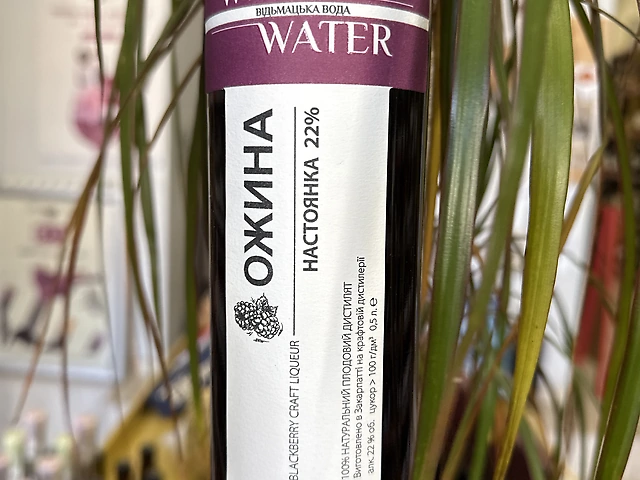 ВІДЬМАЦЬКА ВОДА
WATER
ОЖИНА
НАСТОЯНКА 22%
BLACKBERRY CRAFT LIQUEUR
100% НАТУРАЛЬНИЙ ПЛОДОВИЙ ДИСТИЛЯТ
Виготовлено в Закарпатті на крафтовій дистилерії
алк. 22 % об. цукор > 100 г/дм³ 0,5 л. ℮